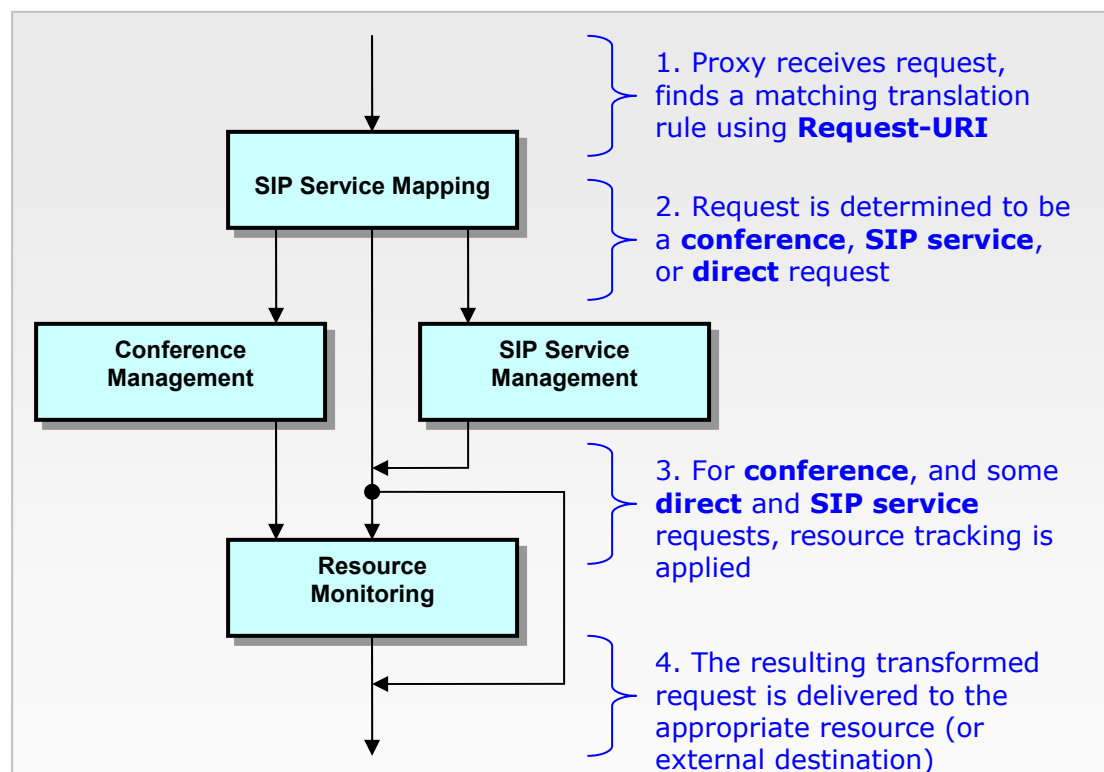 1. Proxy receives request,
finds a matching translation
rule using Request-URI
SIP Service Mapping
2. Request is determined to be
a conference, SIP service,
or direct request
Conference
Management
SIP Service
Management
3. For conference, and some
direct and SIP service
requests, resource tracking is
applied
Resource
Monitoring
4. The resulting transformed
request is delivered to the
appropriate resource (or
external destination)